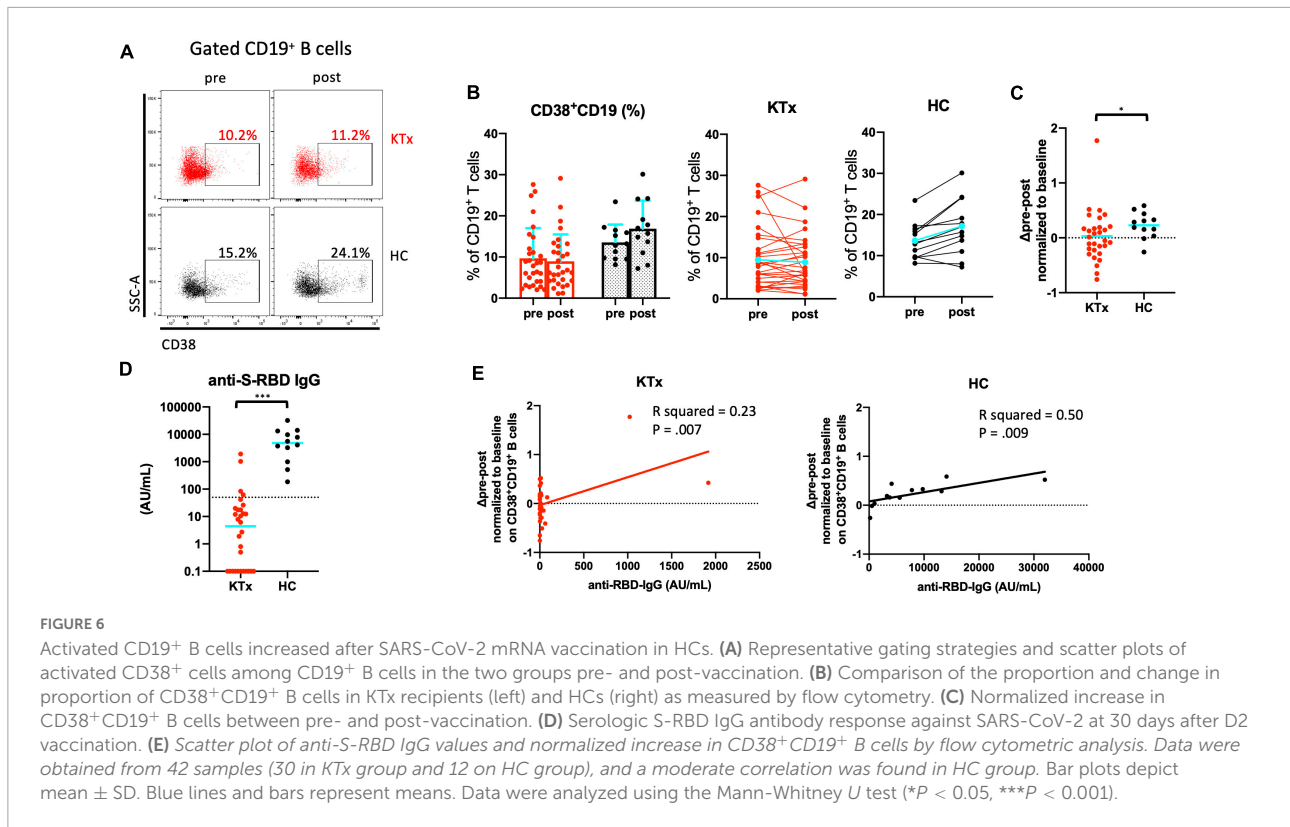 A
Gated CD19+ B cells
pre
post
10.2%
11.2%
KTx
15.2%
24.1%
HC
SSC-A
CD38
B
CD38+CD19 (%)
% of CD19+ T cells
40
30
20
10
0
pre post
pre post
KTx
% of CD19+ T cells
40
30
20
10
0
pre
post
HC
% of CD19+ T cells
40
30
20
10
0
pre
post
C
*
Δpre-post
normalized to baseline
2
1
0
-1
KTx
HC
D
anti-S-RBD IgG
***
(AU/mL)
100000
10000
1000
100
10
1
0.1
KTx
HC
E
KTx
R squared = 0.23
P = .007
Δpre-post
normalized to baseline
on CD38+CD19+ B cells
2
1
0
-1
0
500
1000
1500
2000
2500
anti-RBD-IgG (AU/mL)
HC
R squared = 0.50
P = .009
Δpre-post
normalized to baseline
on CD38+CD19+ B cells
2
1
0
-1
0
10000
20000
30000
40000
anti-RBD-IgG (AU/mL)
FIGURE 6
Activated CD19+ B cells increased after SARS-CoV-2 mRNA vaccination in HCs. (A) Representative gating strategies and scatter plots of
activated CD38+ cells among CD19+ B cells in the two groups pre- and post-vaccination. (B) Comparison of the proportion and change in
proportion of CD38+CD19+ B cells in KTx recipients (left) and HCs (right) as measured by flow cytometry. (C) Normalized increase in
CD38+CD19+ B cells between pre- and post-vaccination. (D) Serologic S-RBD IgG antibody response against SARS-CoV-2 at 30 days after D2
vaccination. (E) Scatter plot of anti-S-RBD IgG values and normalized increase in CD38+CD19+ B cells by flow cytometric analysis. Data were
obtained from 42 samples (30 in KTx group and 12 on HC group), and a moderate correlation was found in HC group. Bar plots depict
mean ± SD. Blue lines and bars represent means. Data were analyzed using the Mann-Whitney U test (*P < 0.05, ***P < 0.001).